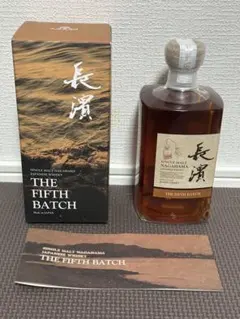 長濱
SINGLE MALT NAGAHAMA
JAPANESE WHISKY
THE
FIFTH
BATCH
長濱
SINGLE MALT
NAGAHAMA
THE FIFTH BATCH
SINGLE MALT NAGAHAMA
JAPANESE WHISKY
THE FIFTH BATCH